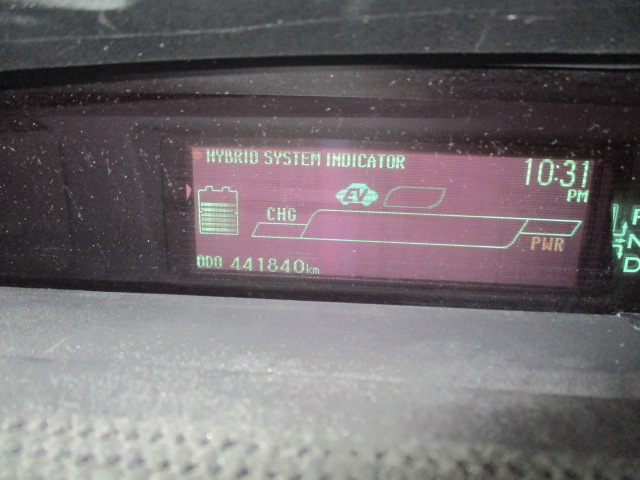 HYBRID SYSTEM INDICATOR
10:31
PM
EV
CHG
PWR
ODO 441840km
N
D